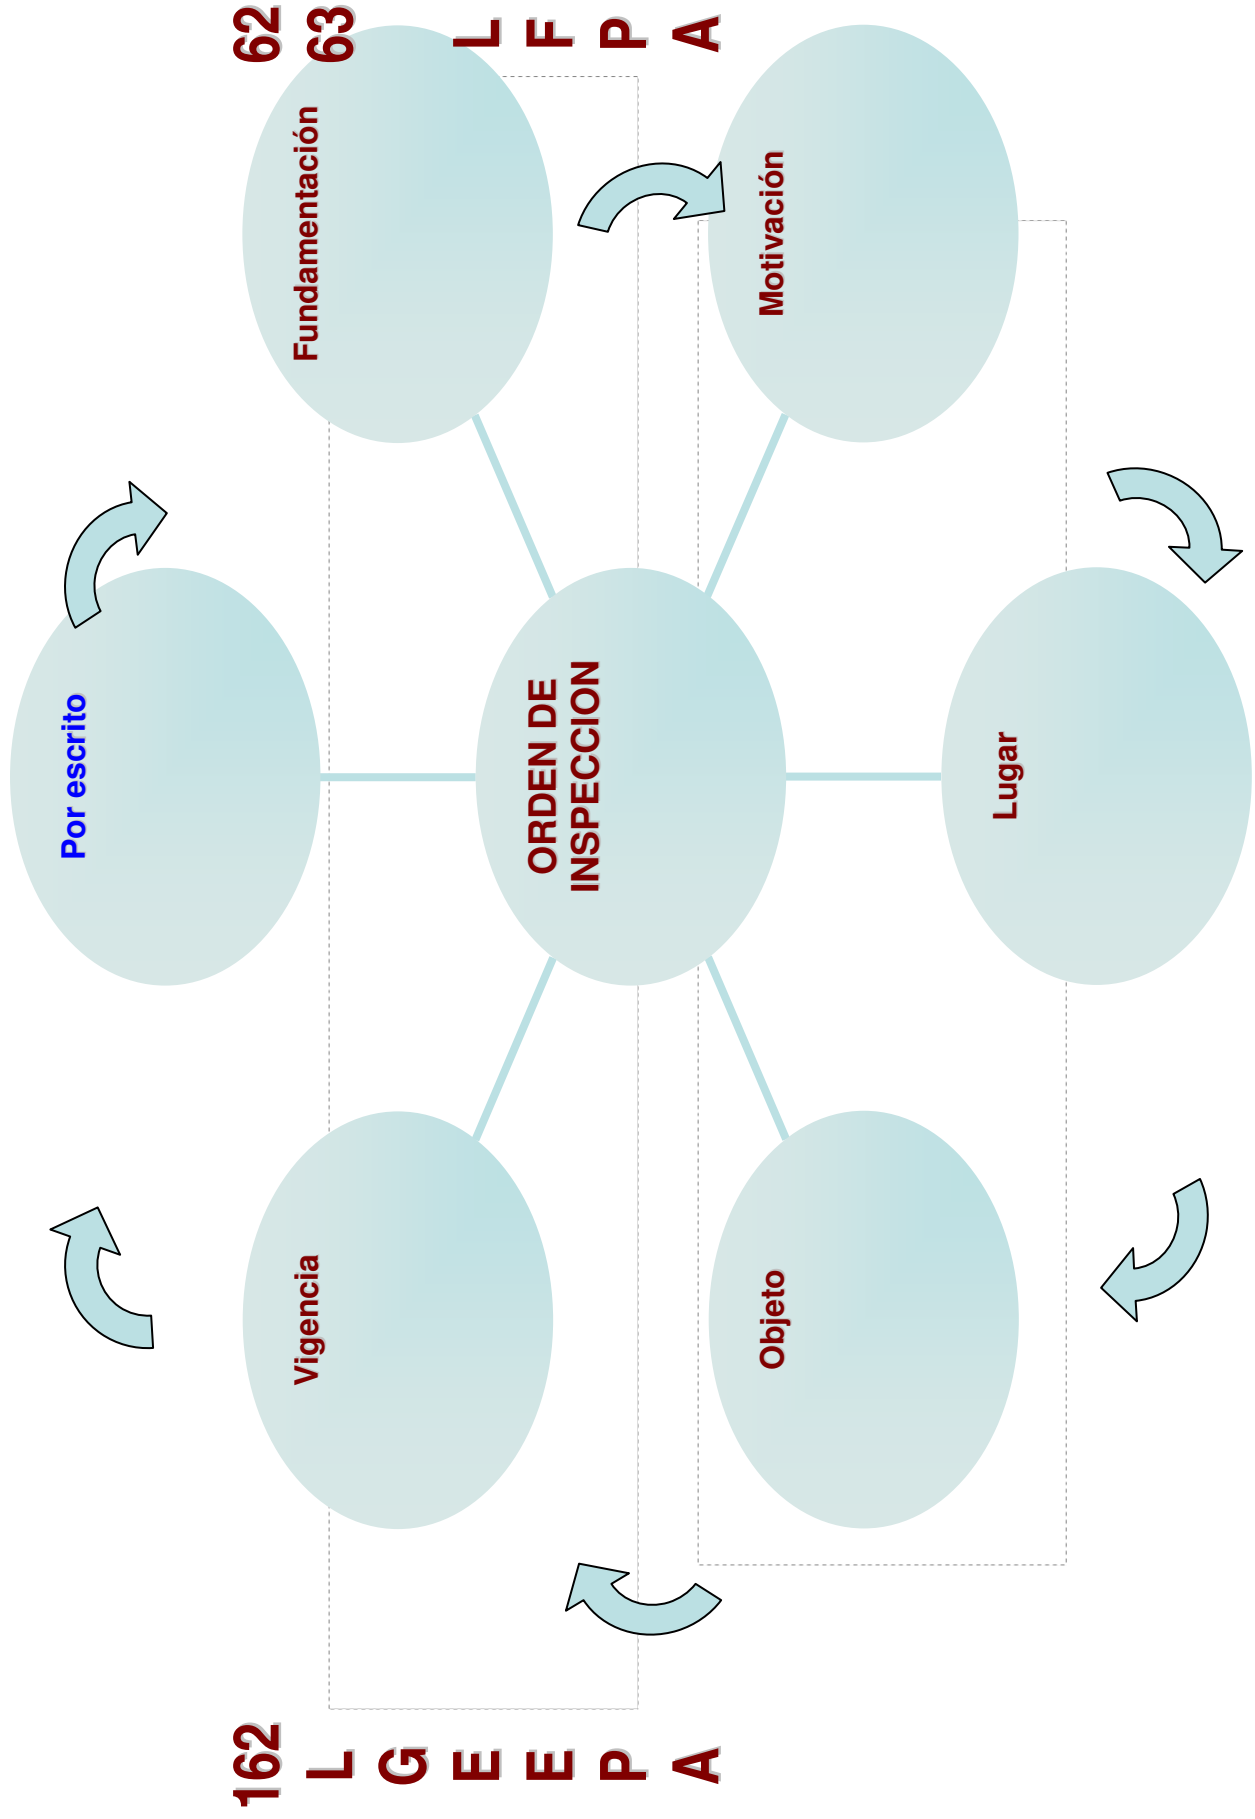 Por escrito
162
L
G
E
E
P
A
Vigencia
Fundamentación
62
63
L
F
P
A
ORDEN DE
INSPECCION
Objeto
Motivación
Lugar